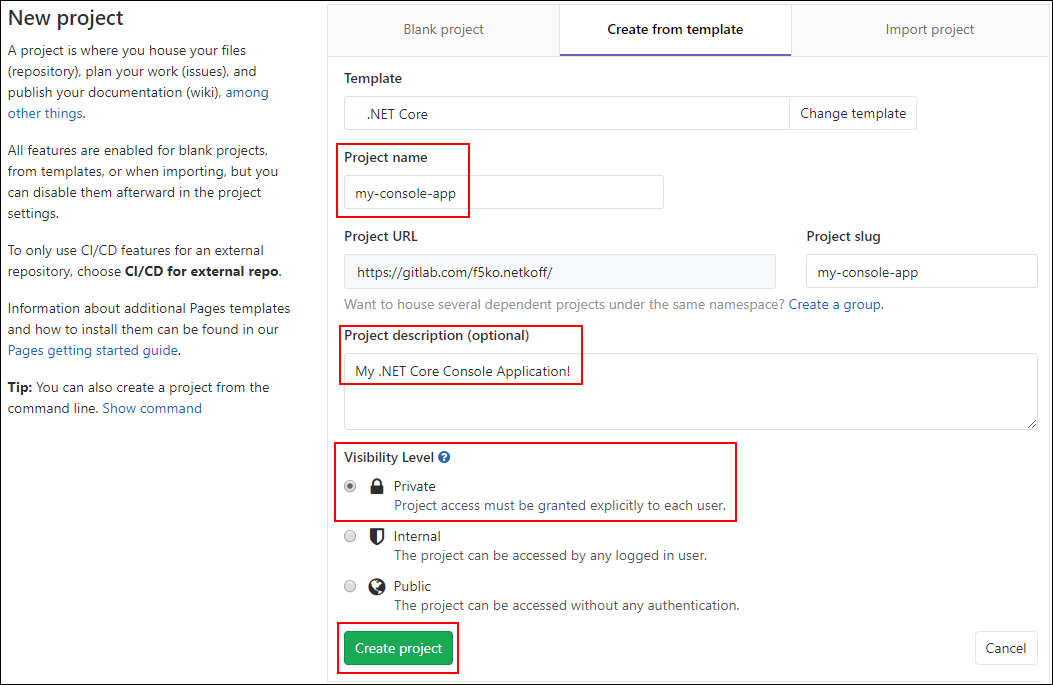 New project
A project is where you house your files
(repository), plan your work (issues), and
publish your documentation (wiki), among
other things.
All features are enabled for blank projects,
from templates, or when importing, but you
can disable them afterward in the project
settings.
To only use CI/CD features for an external
repository, choose CI/CD for external repo.
Information about additional Pages templates
and how to install them can be found in our
Pages getting started guide.
Tip: You can also create a project from the
command line. Show command
Blank project
Create from template
Import project
Template
.NET Core
Change template
Project name
my-console-app
Project URL
Project slug
https://gitlab.com/f5ko.netkoff/
my-console-app
Want to house several dependent projects under the same namespace? Create a group.
Project description (optional)
My .NET Core Console Application!
Visibility Level ?
Private
Project access must be granted explicitly to each user.
Internal
The project can be accessed by any logged in user.
Public
The project can be accessed without any authentication.
Create project
Cancel